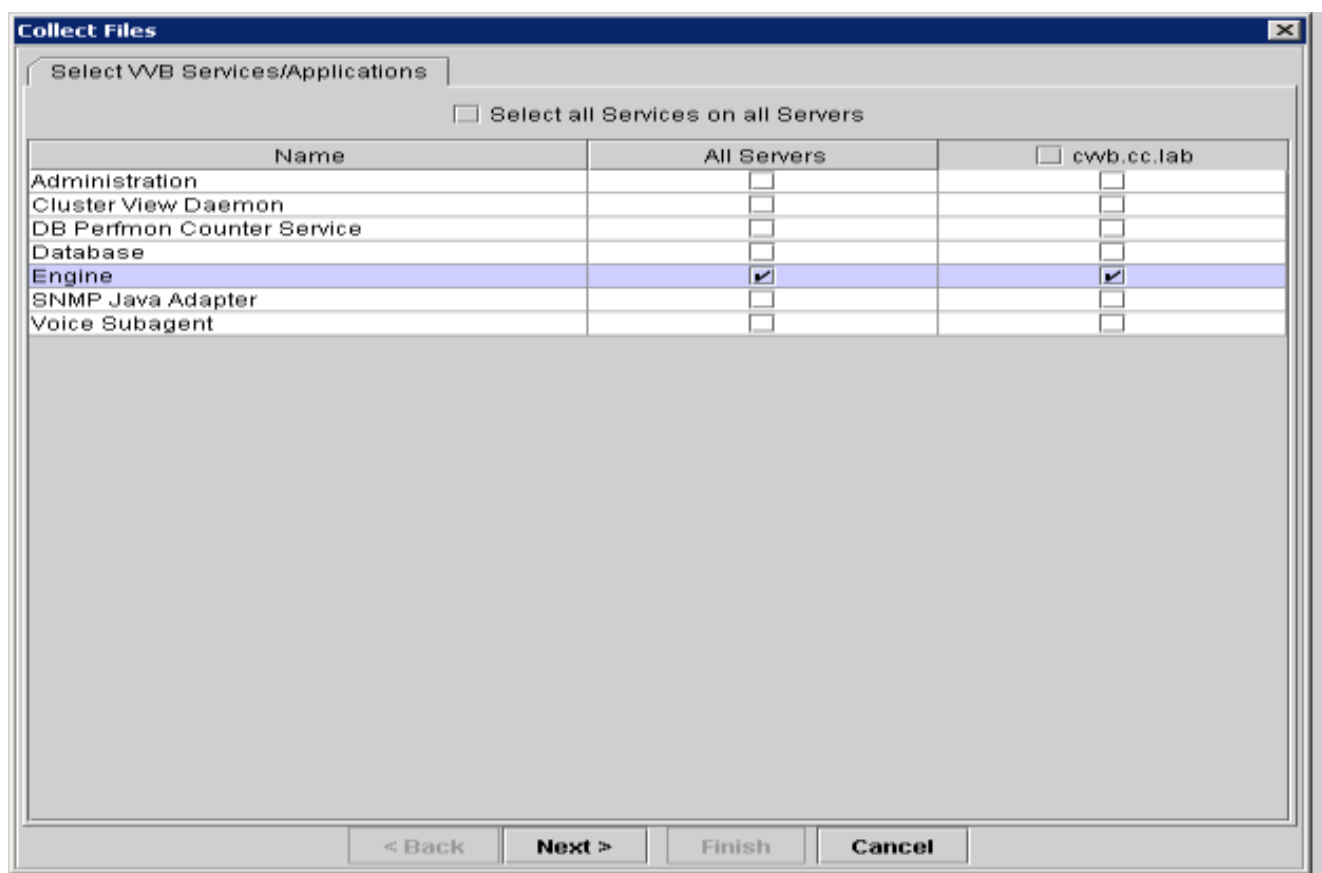 Collect Files
Select VVB Services/Applications
Select all Services on all Servers
Name All Servers cvvb.cc.lab
Administration
Cluster View Daemon
DB Perfmon Counter Service
Database
Engine
SNMP Java Adapter
Voice Subagent
< Back Next > Finish Cancel